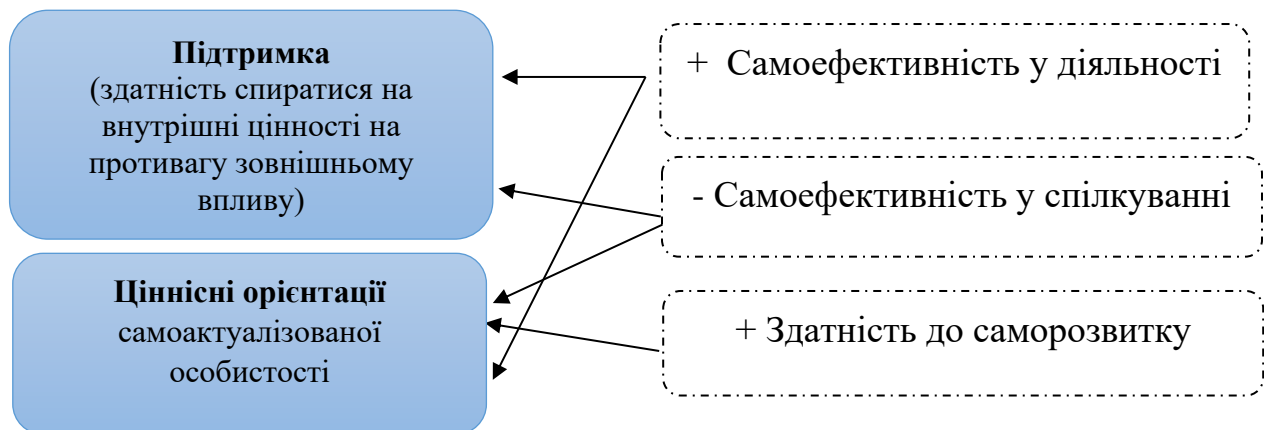 Підтримка
(здатність спиратися на
внутрішні цінності на
противагу зовнішньому
впливу)
Ціннісні орієнтації
самоактуалізованої
особистості
+ Самоефективність у діяльності
- Самоефективність у спілкуванні
+ Здатність до саморозвитку